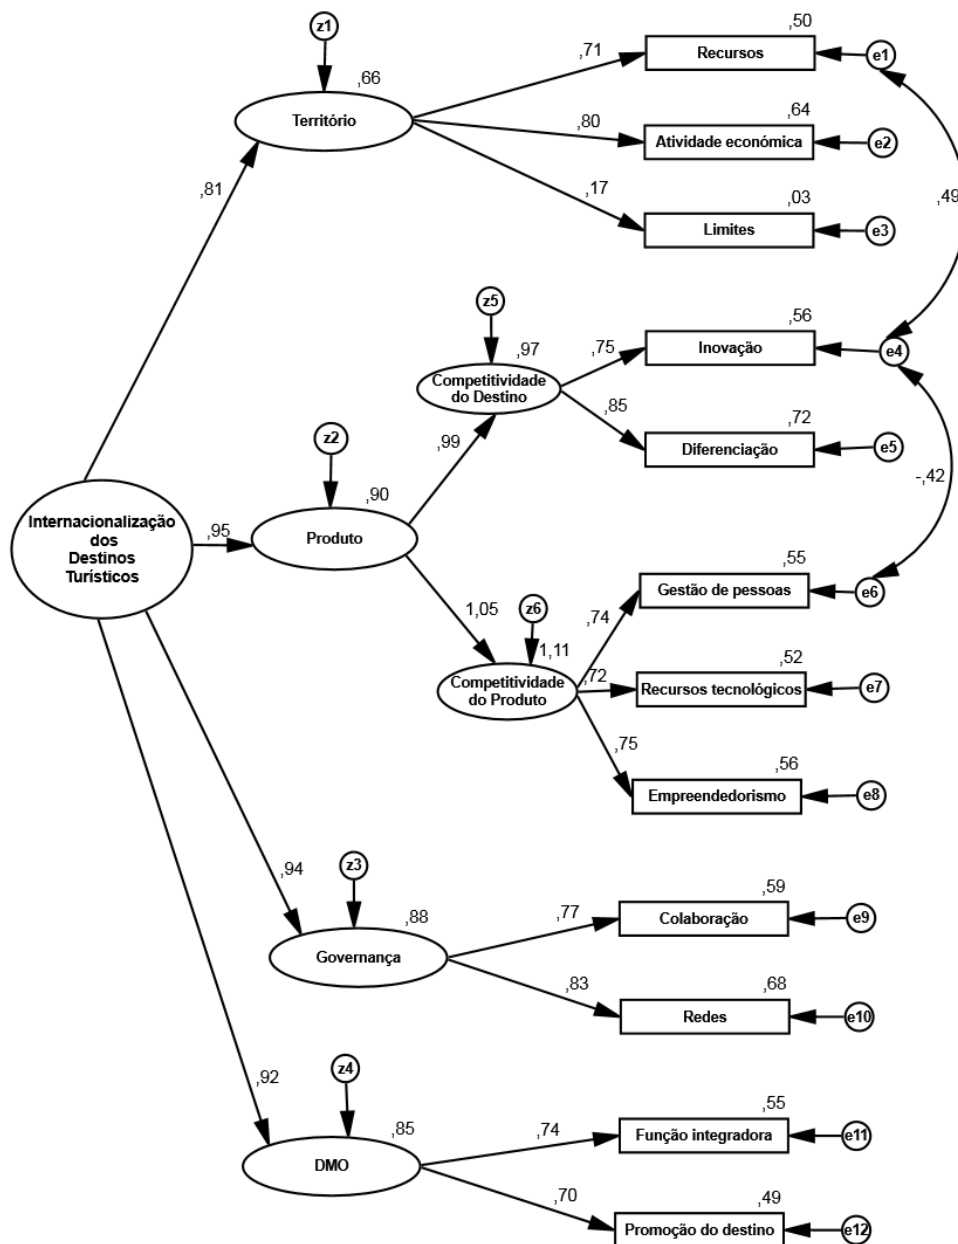 z1
,50
,71
Recursos
e1
,66
Território
,80
,64
Atividade económica
e2
,81
,17
,03
Limites
e3
,49
z5
,97
,75
,56
Inovação
e4
Competitividade
do Destino
,85
,72
Diferenciação
e5
z2
,99
-,42
,90
Internacionalização
dos
Destinos
Turísticos
,95
Produto
,55
Gestão de pessoas
e6
1,05
z6
,74
1,11
Competitividade
do Produto
,72
,52
Recursos tecnológicos
e7
,75
,56
Empreendedorismo
e8
,94
z3
,88
,77
,59
Colaboração
e9
Governança
,83
,68
Redes
e10
,92
z4
,85
,74
,55
Função integradora
e11
DMO
,70
,49
Promoção do destino
e12